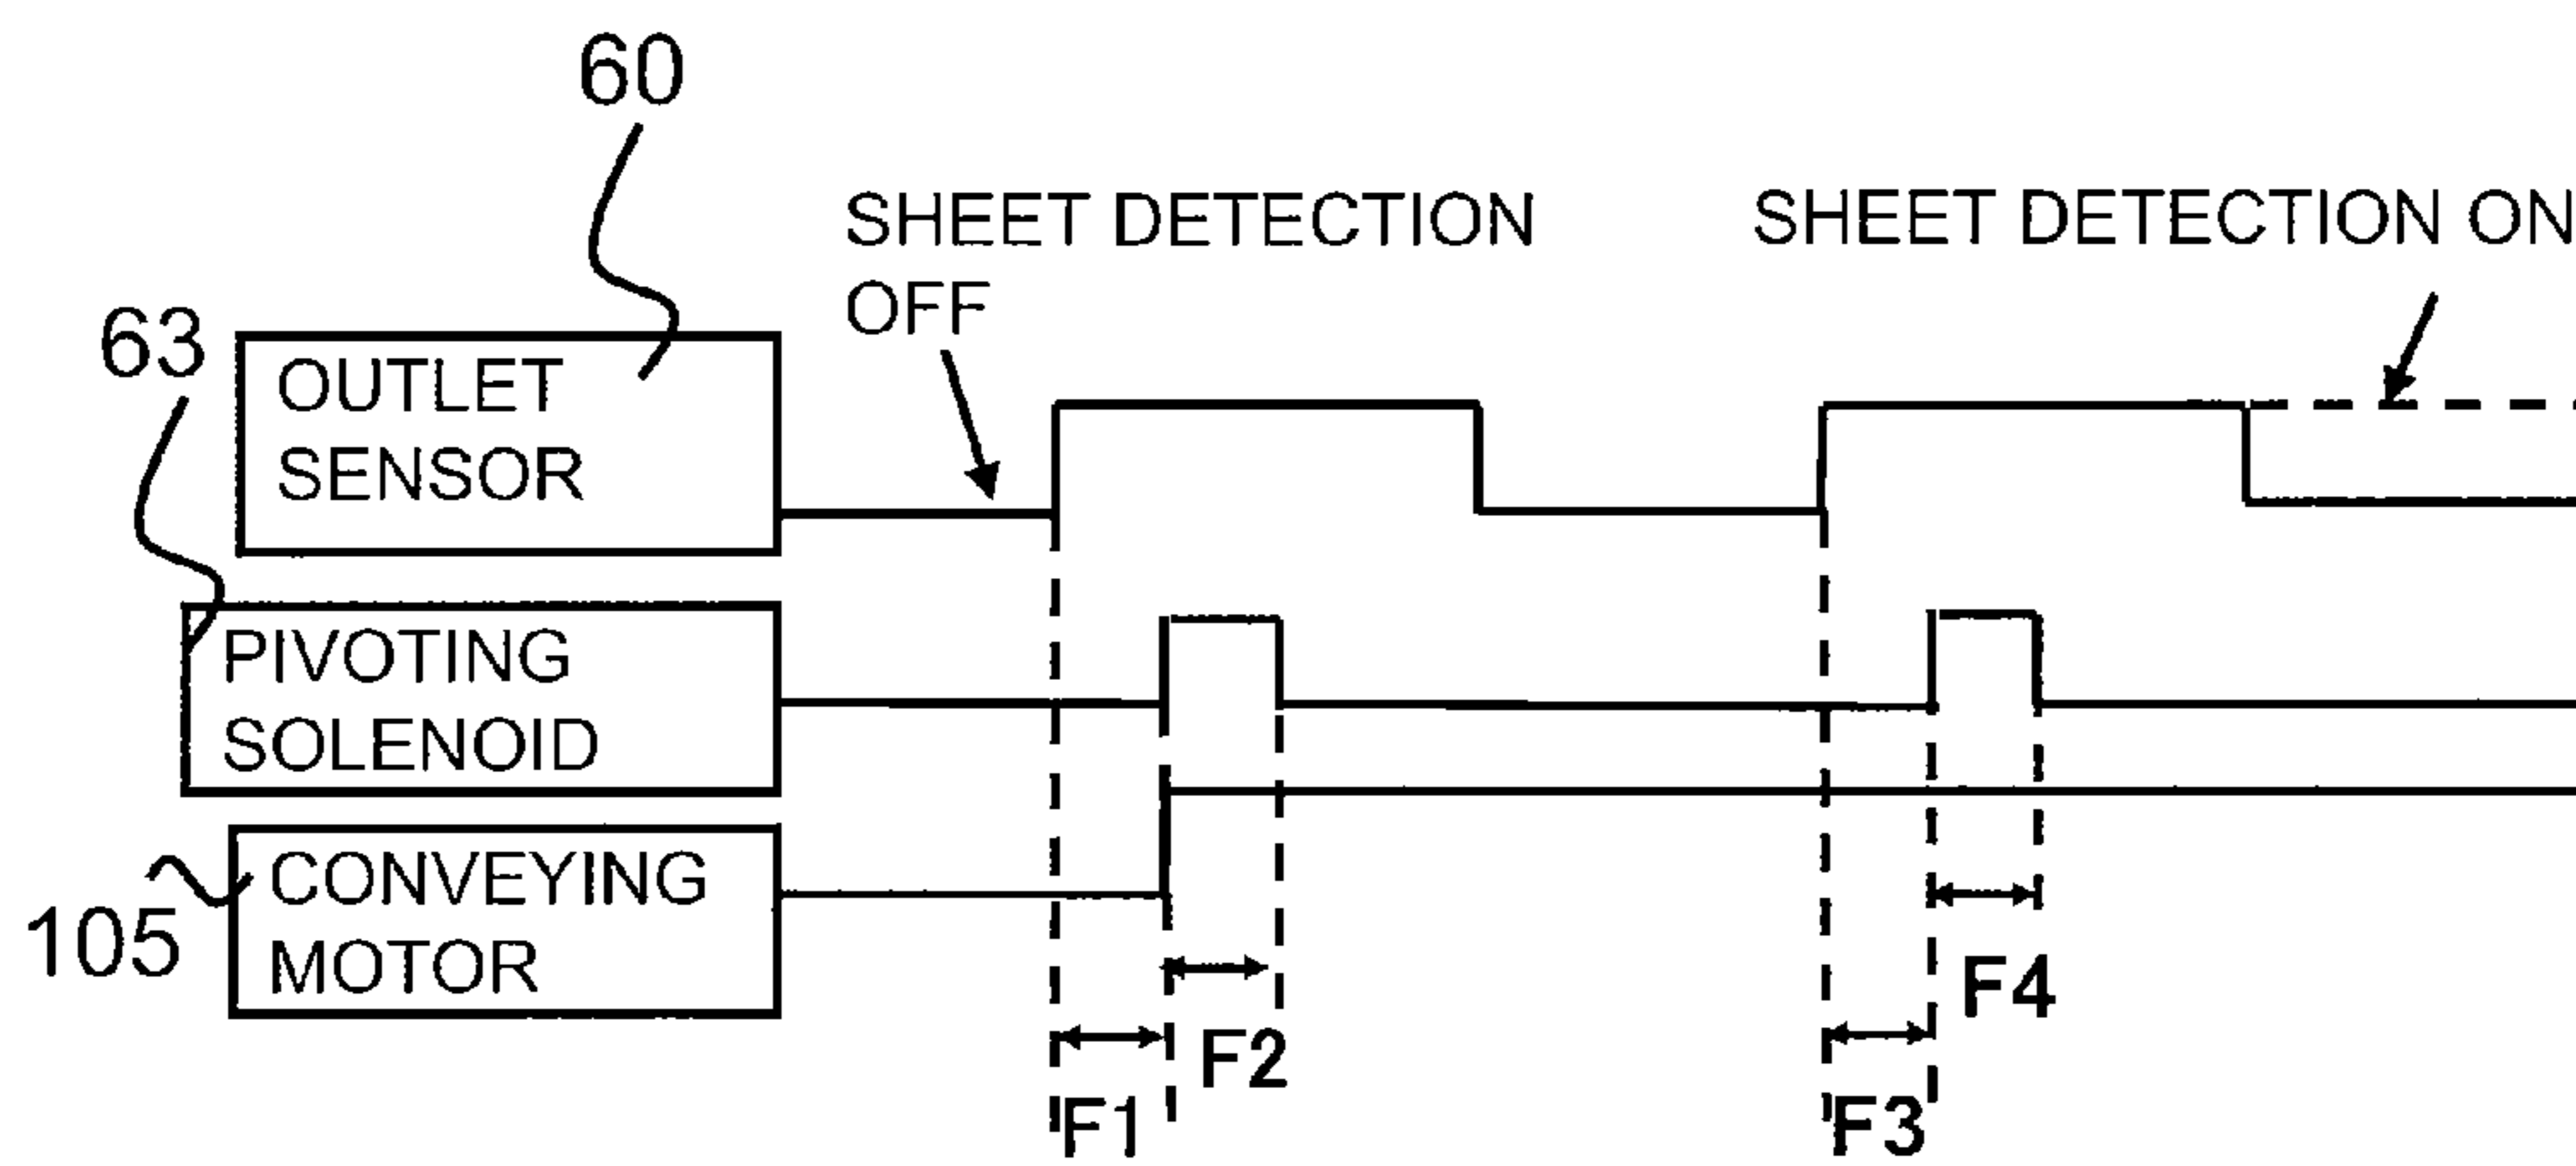 60
SHEET DETECTION
OFF
SHEET DETECTION ON
63
OUTLET
SENSOR
PIVOTING
SOLENOID
105
CONVEYING
MOTOR
F1
F2
F3
F4